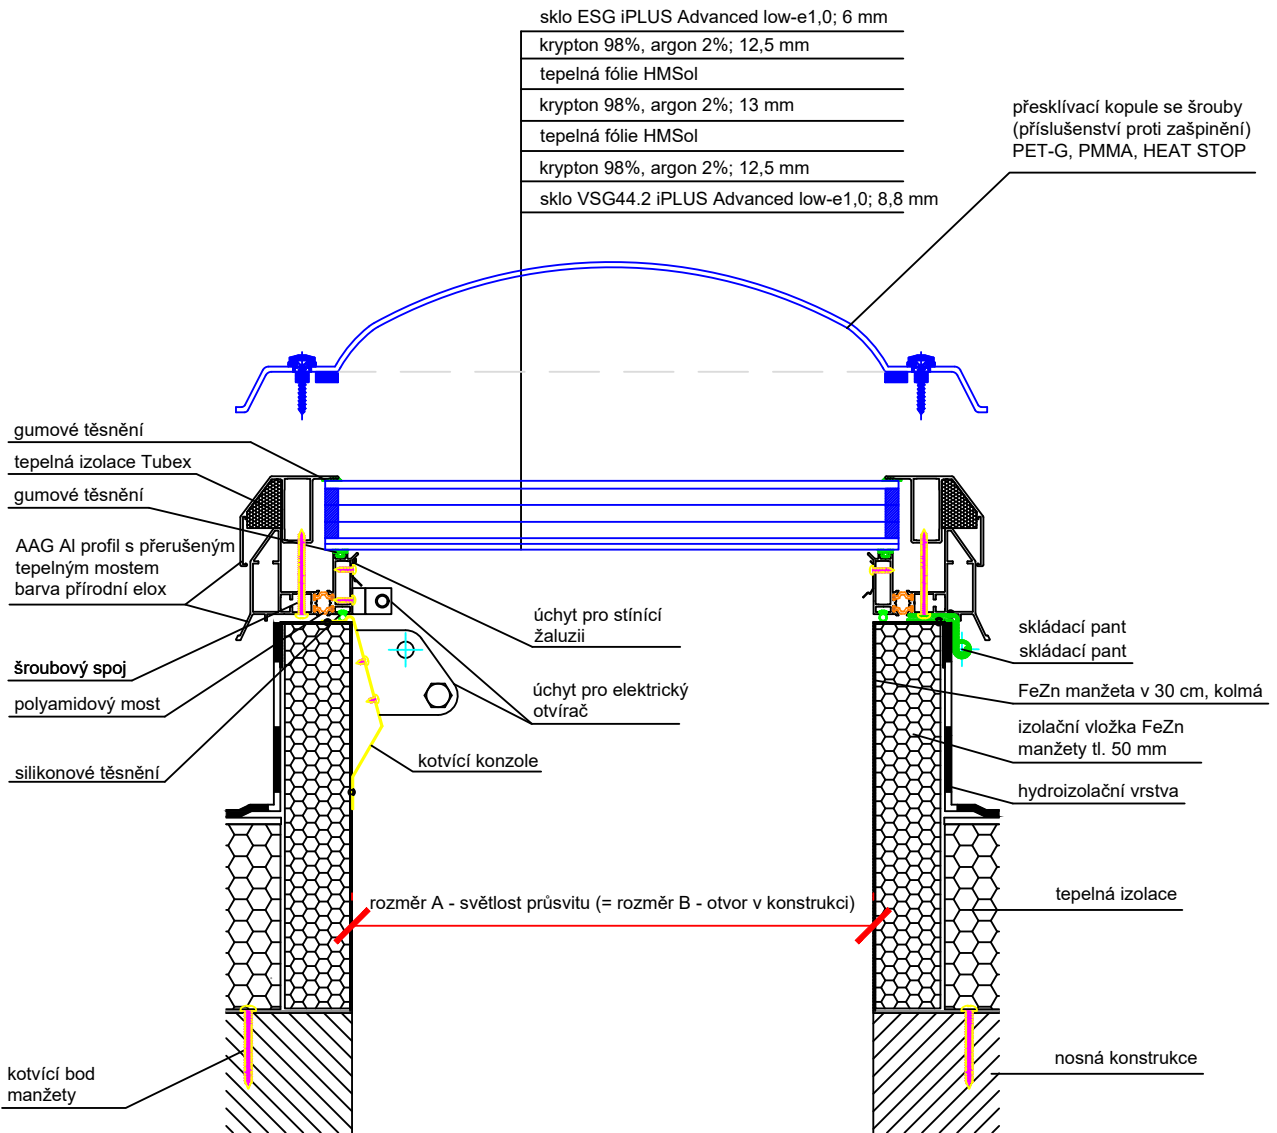 sklo ESG iPLUS Advanced low-e1,0; 6 mm
krypton 98%, argon 2%; 12,5 mm
tepelná fólie HMSol
krypton 98%, argon 2%; 13 mm
tepelná fólie HMSol
krypton 98%, argon 2%; 12,5 mm
sklo VSG44.2 iPLUS Advanced low-e1,0; 8,8 mm
přesklívací kopule se šrouby
(příslušenství proti zašpinění)
PET-G, PMMA, HEAT STOP
gumové těsnění
tepelná izolace Tubex
gumové těsnění
AAG Al profil s přerušeným
tepelným mostem
barva přírodní elox
šroubový spoj
polyamidový most
silikonové těsnění
úchyt pro stínící
žaluzii
úchyt pro elektrický
otvírač
kotvící konzole
skládací pant
skládací pant
FeZn manžeta v 30 cm, kolmá
izolační vložka FeZn
manžety tl. 50 mm
hydroizolační vrstva
rozměr A - světlost průsvitu (= rozměr B - otvor v konstrukci)
tepelná izolace
nosná konstrukce
kotvící bod
manžety